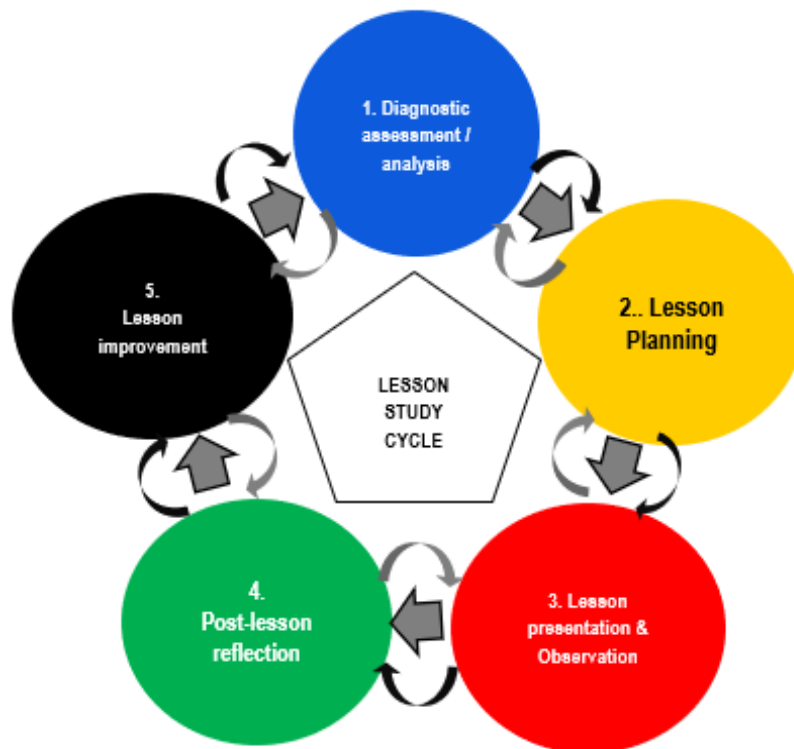 1. Diagnostic
assessment /
analysis
2.. Lesson
Planning
3. Lesson
presentation &
Observation
4.
Post-lesson
reflection
5.
Lesson
improvement
LESSON
STUDY
CYCLE